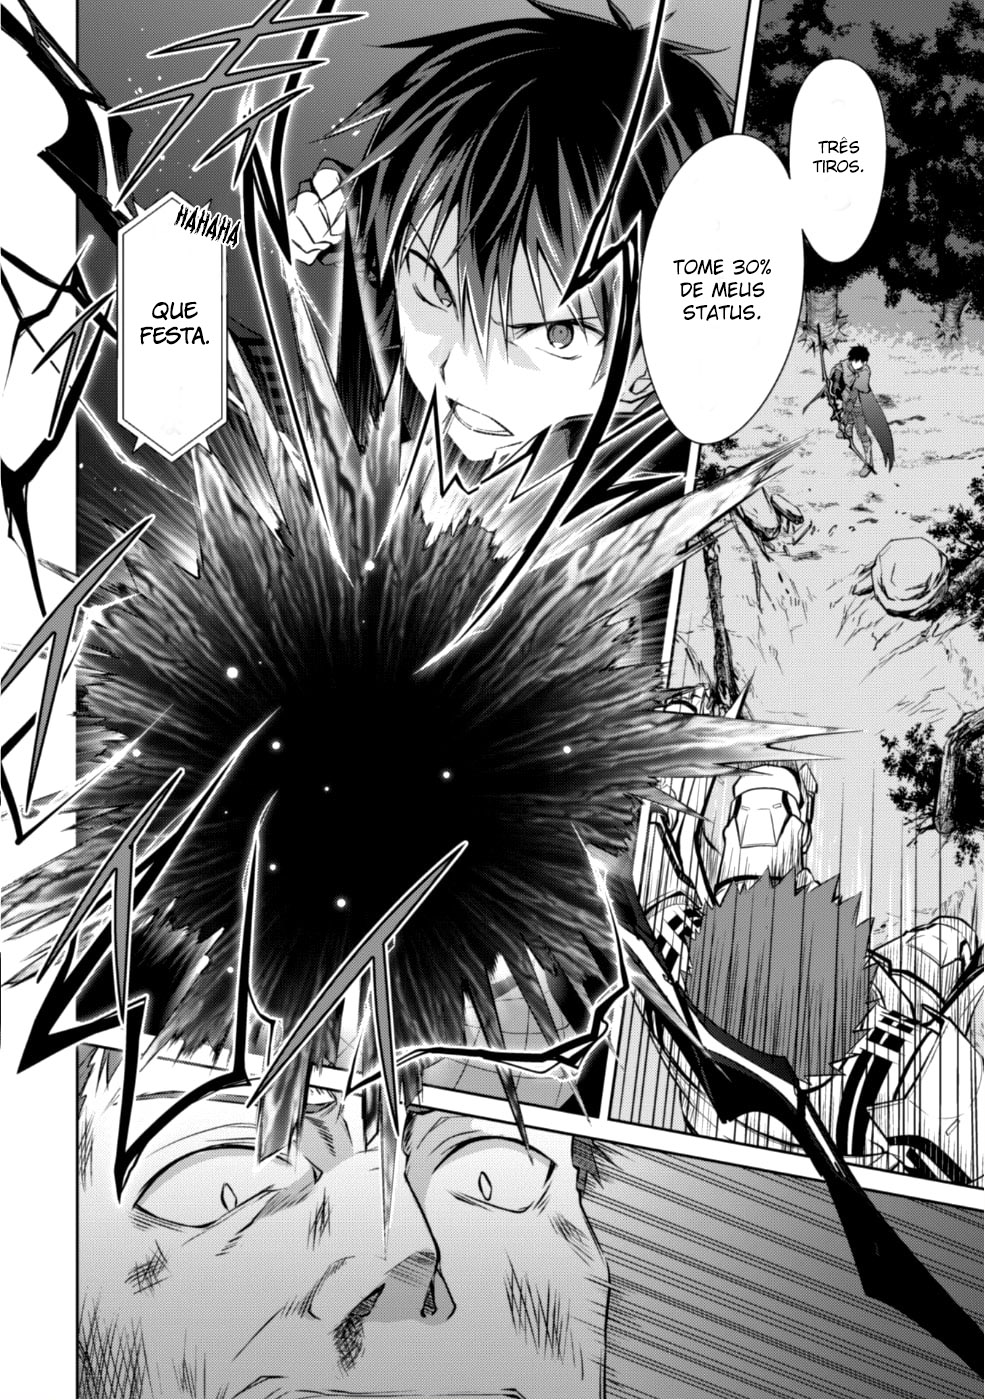 TRÊS
TIROS.
TOME 30%
DE MEUS
STATUS.
HAHAHA
QUE
FESTA.